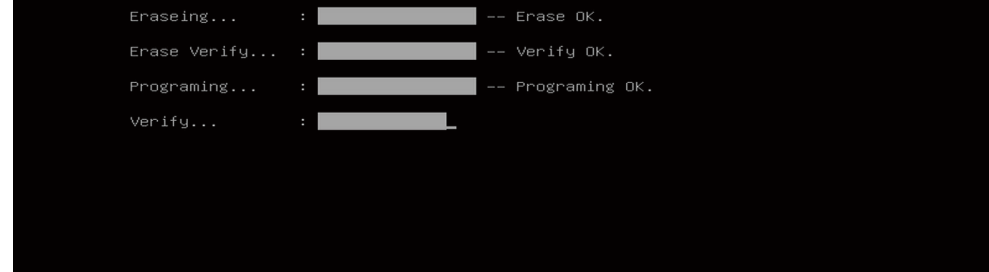 Eraseing... : -- Erase OK.
Erase Verify... : -- Verify OK.
Programing... : -- Programing OK.
Verify... :